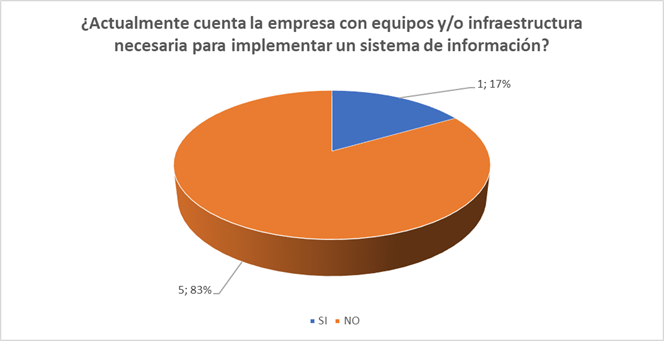 ¿Actualmente cuenta la empresa con equipos y/o infraestructura
necesaria para implementar un sistema de información?
1; 17%
5; 83%
SI NO